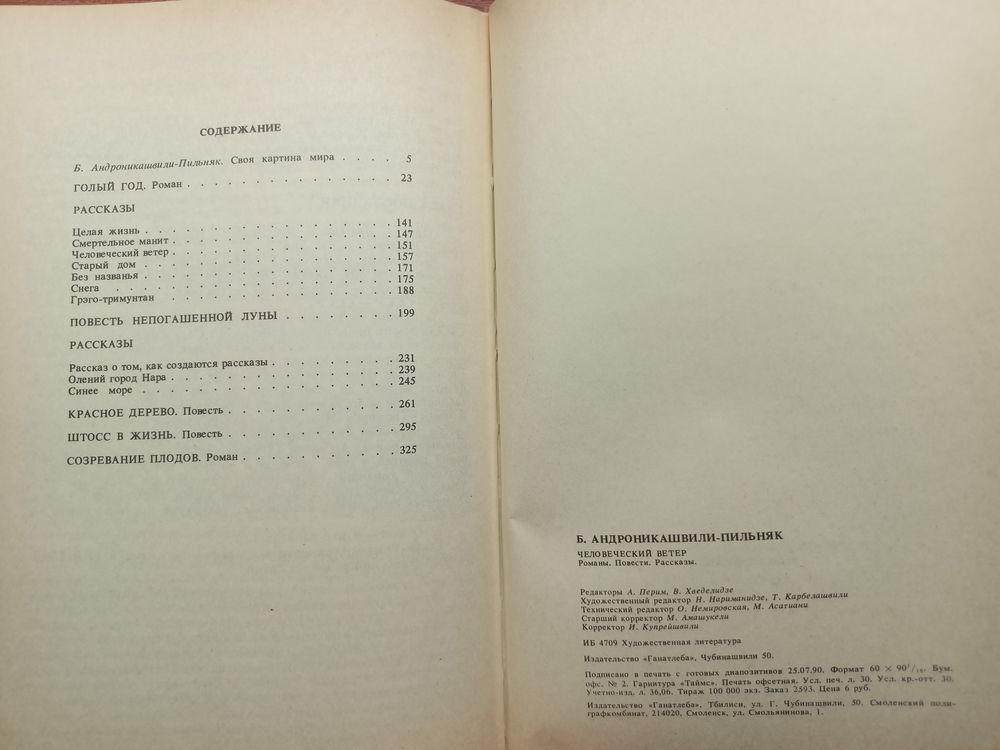 СОДЕРЖАНИЕ
Б. Андроникашвили-Пильняк. Своя картина мира . . . . 5
ГОЛЫЙ ГОД. Роман . . . . . . . . . . . . . 23
РАССКАЗЫ
Целая жизнь . . . . . . . . . . . . . . . 141
Смертельное манит . . . . . . . . . . . . . 147
Человеческий ветер . . . . . . . . . . . . . 151
Старый дом . . . . . . . . . . . . . . . 157
Без названья . . . . . . . . . . . . . . . 171
Снега . . . . . . . . . . . . . . . . . 175
Грэго-тримунтан . . . . . . . . . . . . . 188
ПОВЕСТЬ НЕПОГАШЕННОЙ ЛУНЫ . . . . . . . 199
РАССКАЗЫ
Рассказ о том, как создаются рассказы . . . . . . . . 231
Олений город Нара . . . . . . . . . . . . . 239
Синее море . . . . . . . . . . . . . . . 245
КРАСНОЕ ДЕРЕВО. Повесть . . . . . . . . . . . 261
ШТОСС В ЖИЗНЬ. Повесть . . . . . . . . . . . 295
СОЗРЕВАНИЕ ПЛОДОВ. Роман . . . . . . . . . . 325
Б. АНДРОНИКАШВИЛИ-ПИЛЬНЯК
ЧЕЛОВЕЧЕСКИЙ ВЕТЕР
Романы. Повести. Рассказы.
Редакторы А. Перим, В. Хведелидзе
Художественный редактор Н. Нариманидзе, Т. Карбелашвили
Технический редактор О. Немировская, М. Асатиани
Старший корректор М. Амашукели
Корректор И. Купрейшвили
ИБ 4709 Художественная литература
Издательство «Ганатлеба», Чубинашвили 50.
Подписано в печать с готовых диапозитивов 25.07.90. Формат 60 × 90¹/₁₆. Бум.
офс. № 2. Гарнитура «Таймс». Печать офсетная. Усл. печ. л. 30. Усл. кр.-отт. 30.
Учетно-изд. л. 36,06. Тираж 100 000 экз. Заказ 2593. Цена 6 руб.
Издательство «Ганатлеба», Тбилиси, ул. Г. Чубинашвили, 50. Смоленский поли-
графкомбинат, 214020, Смоленск, ул. Смольянинова, 1.